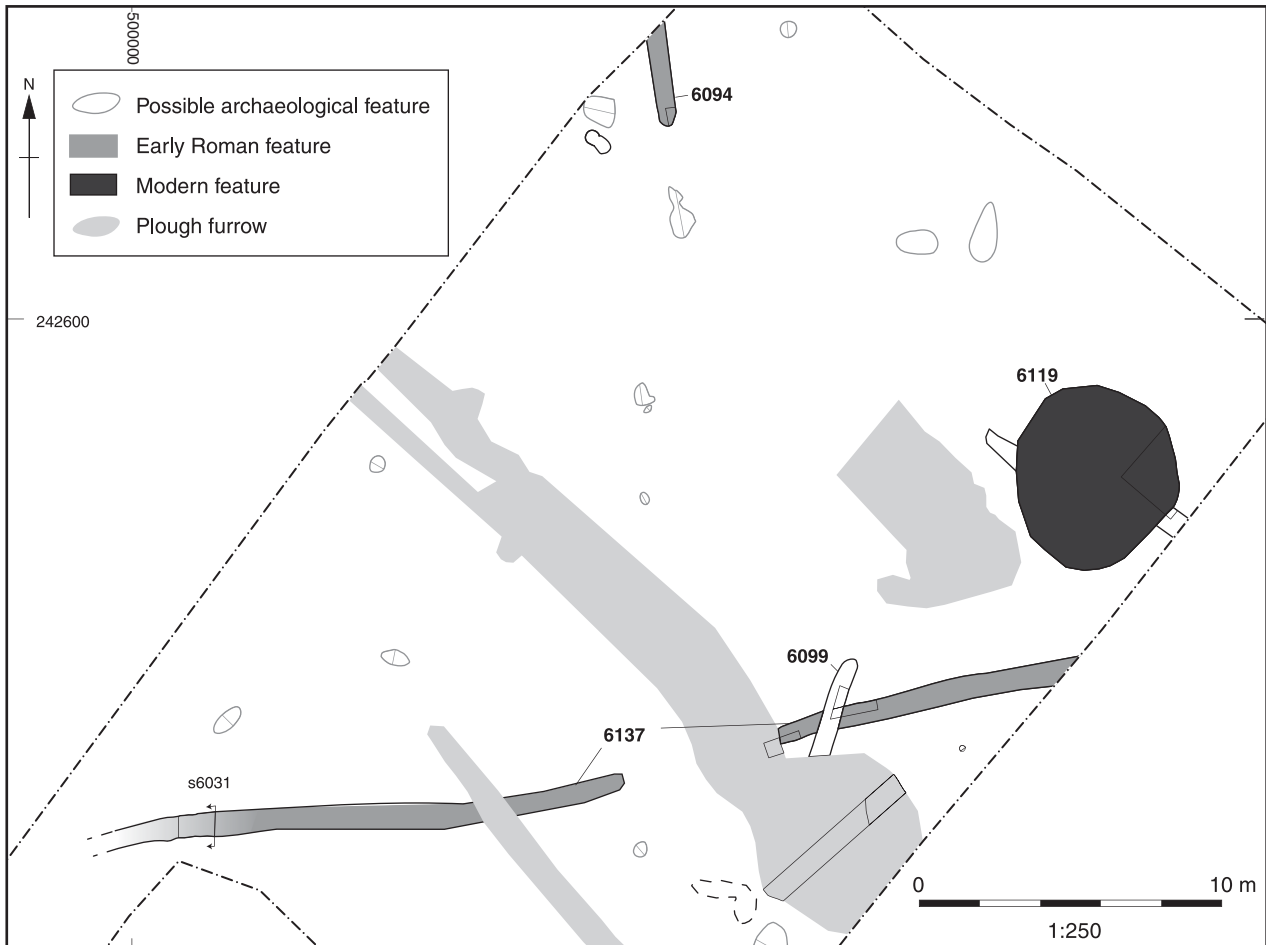 500000
N
Possible archaeological feature
Early Roman feature
Modern feature
Plough furrow
6094
242600
6119
6099
6137
s6031
0 10 m
1:250